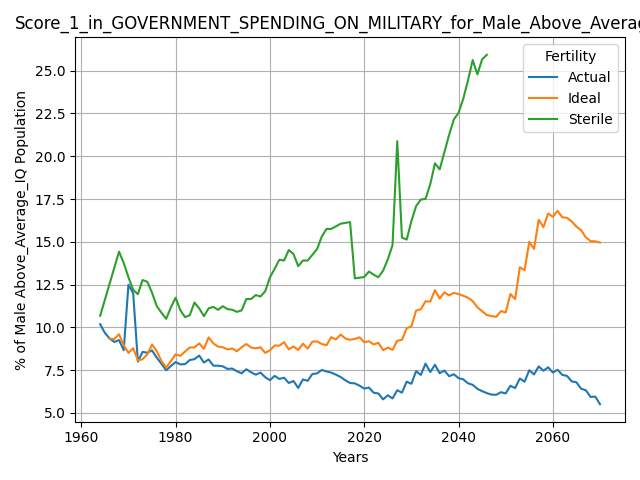 Score_1_in_GOVERNMENT_SPENDING_ON_MILITARY_for_Male_Above_Averag
Fertility
Actual
Ideal
Sterile
25.0
22.5
20.0
17.5
15.0
12.5
10.0
7.5
5.0
% of Male Above_Average_IQ Population
1960 1980 2000 2020 2040 2060
Years